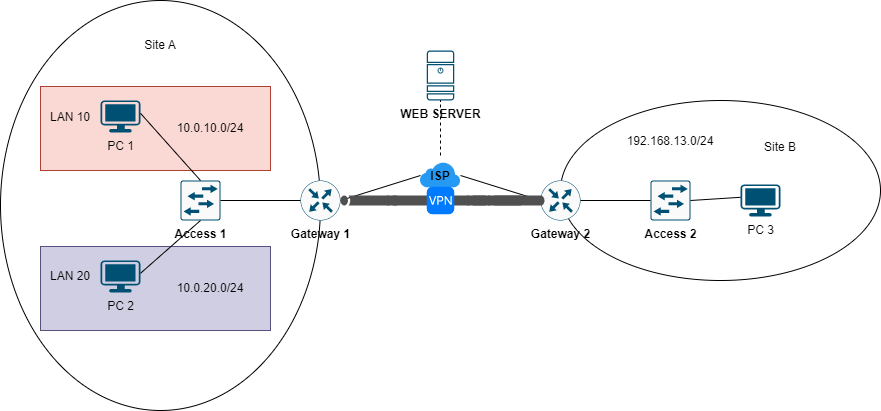 Site A
WEB SERVER
LAN 10
10.0.10.0/24
PC 1
192.168.13.0/24
Site B
ISP
VPN
Access 1
Gateway 1
Gateway 2
Access 2
PC 3
LAN 20
10.0.20.0/24
PC 2